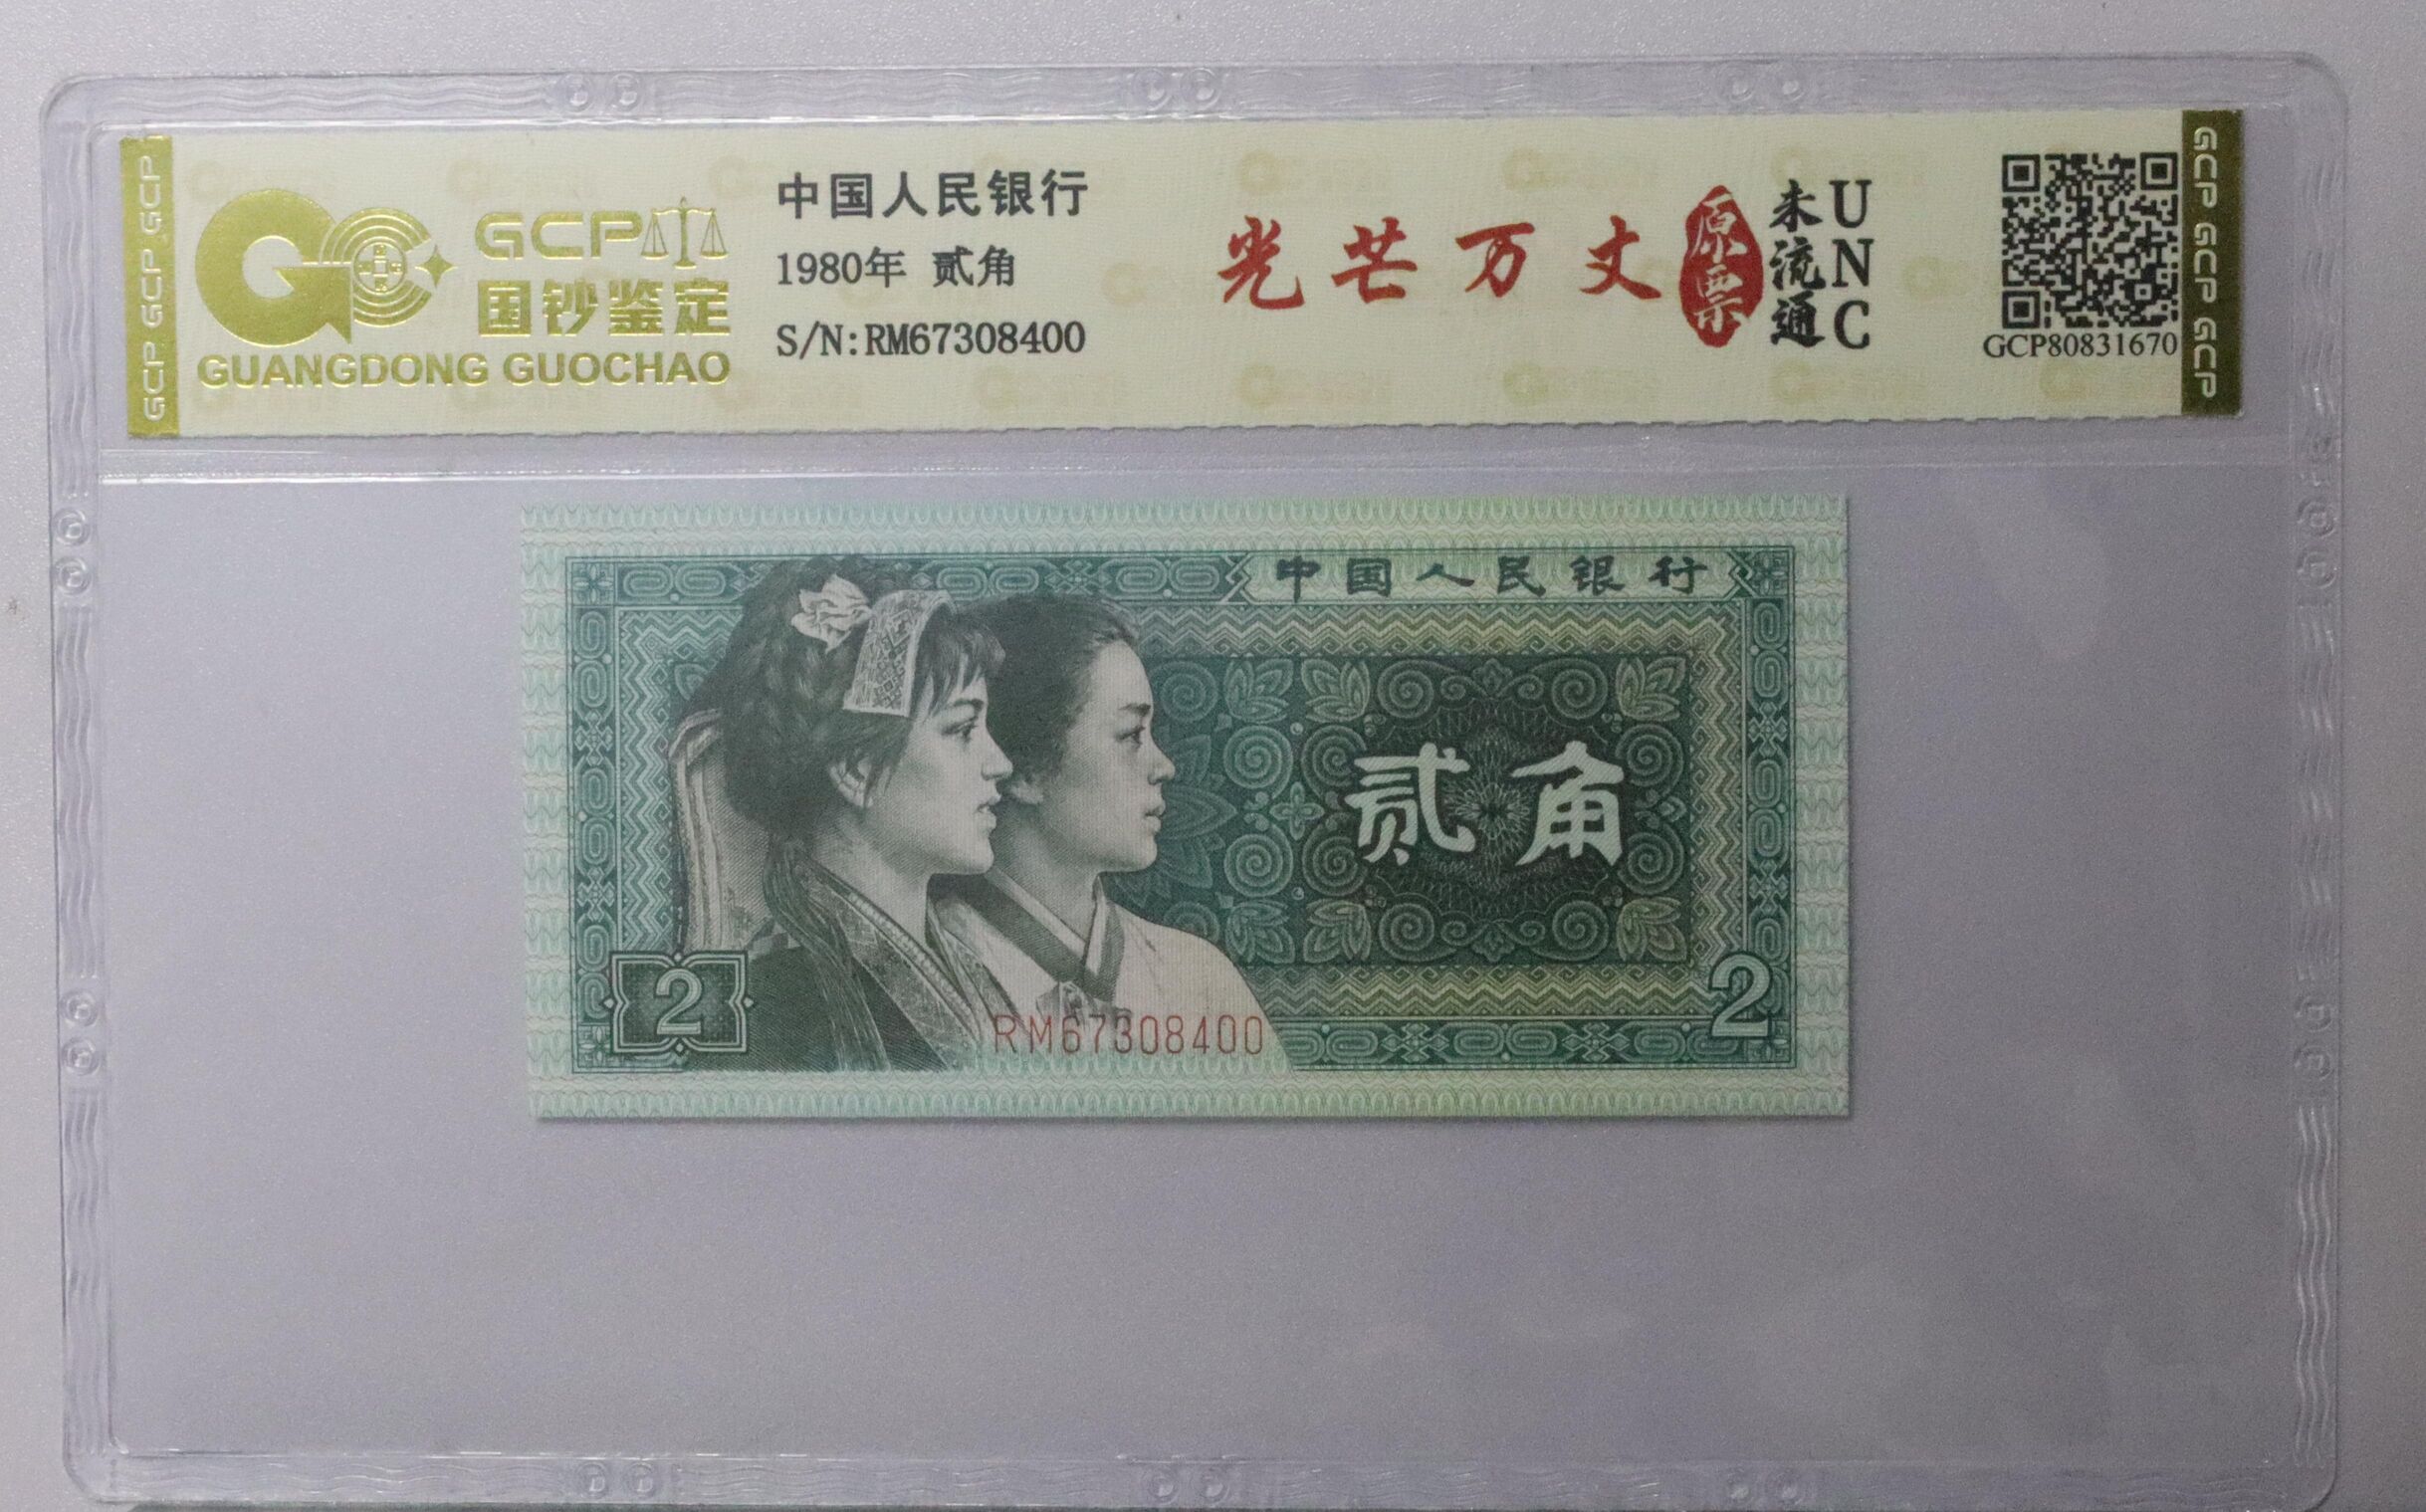 GCP GCP GCP
GCP
国钞鉴定
GUANGDONG GUOCHAO
中国人民银行
1980年 贰角
S/N:RM67308400
光芒万丈
原票
未流通
UNC
GCP80831670
GCP GCP GCP
中国人民银行
贰角
2
RM67308400
2